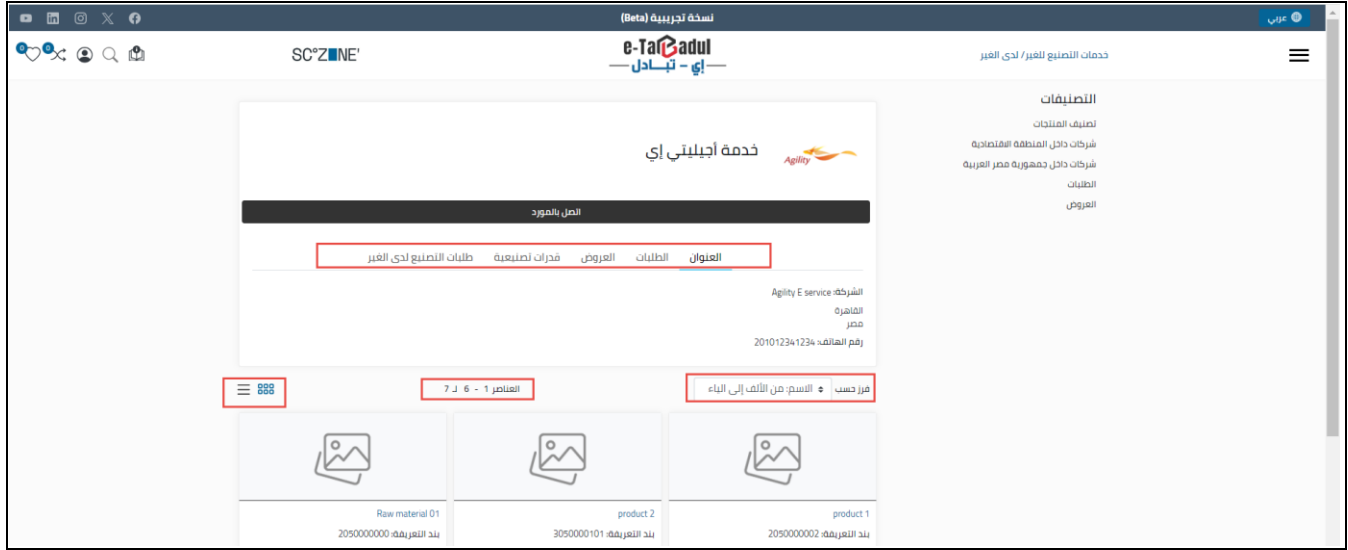 عربي
نسخة تجريبية (Beta)
خدمات التصنيع للغير/ لدى الغير
e-Tabadul
إي - تبــادل
SC°ZONE'
0
0
التصنيفات
تصنيف المنتجات
شركات داخل المنطقة الاقتصادية
شركات داخل جمهورية مصر العربية
الطلبات
العروض
Agility
خدمة أجيليتي إي
اتصل بالمورد
العنوان الطلبات العروض قدرات تصنيعية طلبات التصنيع لدى الغير
الشركة: Agility E service
القاهرة
مصر
رقم الهاتف: 201012341234
فرز حسب الاسم: من الألف إلى الياء
العناصر 1 - 6 لـ 7
product 1
بند التعريفة: 2050000002
product 2
بند التعريفة: 3050000101
Raw material 01
بند التعريفة: 2050000000